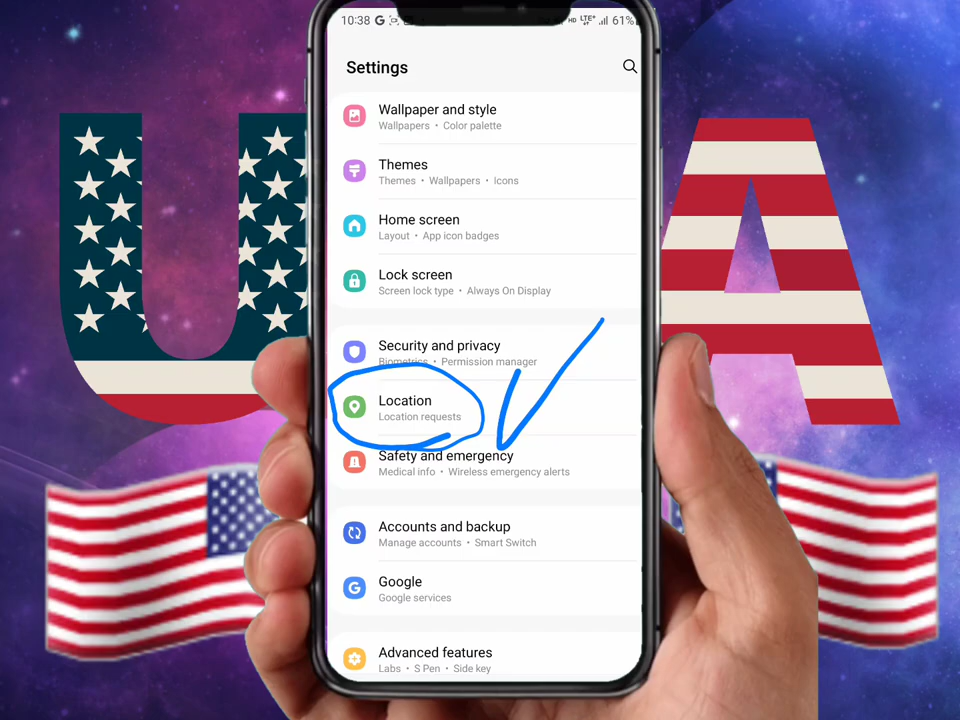 10:38 G HD LTE+ 61%
Settings
Wallpaper and style
Wallpapers • Color palette
Themes
Themes • Wallpapers • Icons
Home screen
Layout • App icon badges
Lock screen
Screen lock type • Always On Display
Security and privacy
Biometrics • Permission manager
Location
Location requests
Safety and emergency
Medical info • Wireless emergency alerts
Accounts and backup
Manage accounts • Smart Switch
Google
Google services
Advanced features
Labs • S Pen • Side key
U A